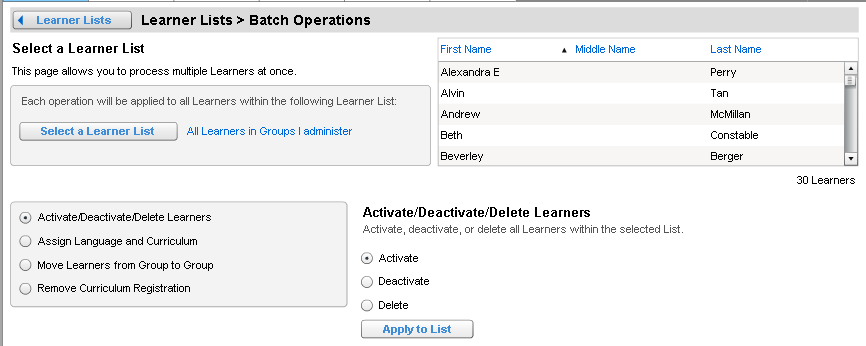 Learner Lists
Learner Lists > Batch Operations
Select a Learner List
This page allows you to process multiple Learners at once.
Each operation will be applied to all Learners within the following Learner List:
Select a Learner List
All Learners in Groups I administer
First Name Middle Name Last Name
Alexandra E Perry
Alvin Tan
Andrew McMillan
Beth Constable
Beverley Berger
30 Learners
Activate/Deactivate/Delete Learners
Assign Language and Curriculum
Move Learners from Group to Group
Remove Curriculum Registration
Activate/Deactivate/Delete Learners
Activate, deactivate, or delete all Learners within the selected List.
Activate
Deactivate
Delete
Apply to List